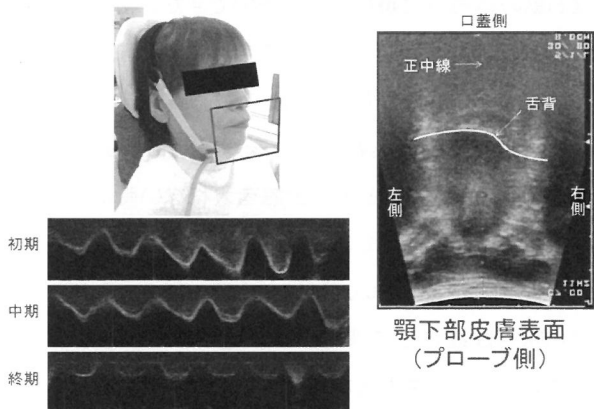 口蓋側
正中線→
舌背
左側
右側
初期
中期
終期
顎下部皮膚表面
(プローブ側)